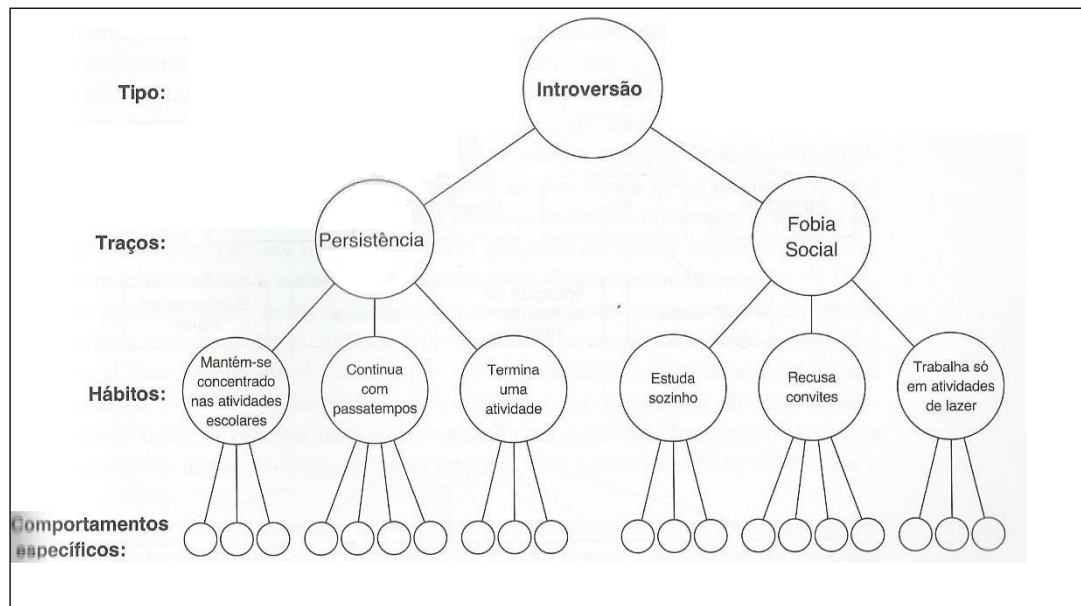 Tipo:
Introversão
Traços:
Persistência
Fobia
Social
Hábitos:
Mantém-se
concentrado
nas atividades
escolares
Continua
com
passatempos
Termina
uma
atividade
Estuda
sozinho
Recusa
convites
Trabalha só
em atividades
de lazer
Comportamentos
específicos: